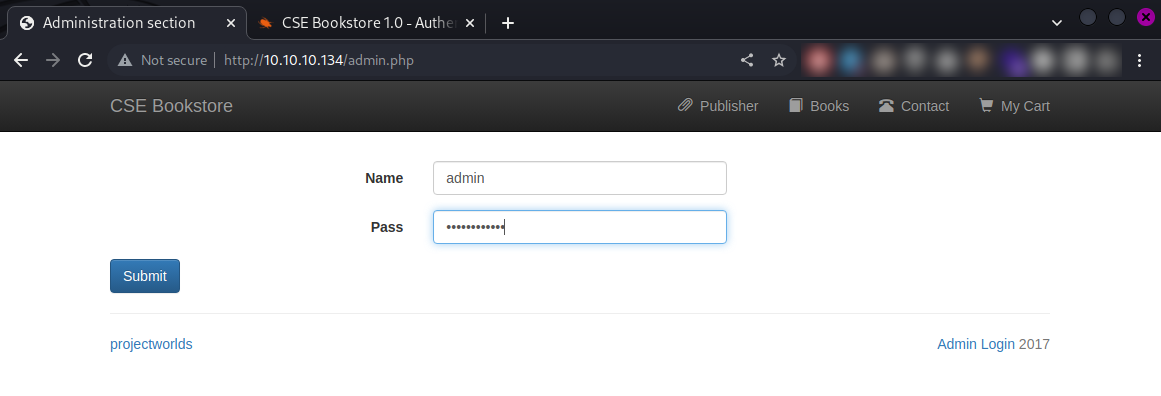 Administration section
CSE Bookstore 1.0 - Authe
Not secure http://10.10.10.134/admin.php
CSE Bookstore Publisher Books Contact My Cart
Name admin
Pass ••••••••••••
Submit
projectworlds Admin Login 2017